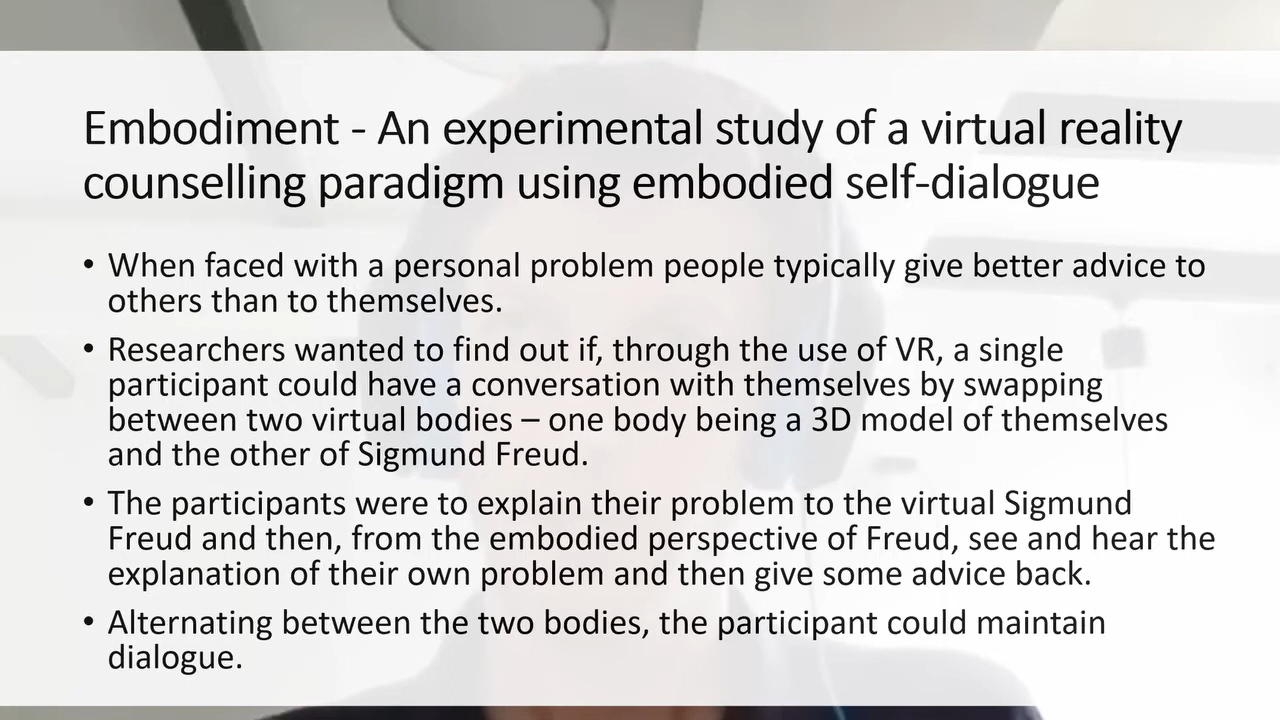 Embodiment - An experimental study of a virtual reality
counselling paradigm using embodied self-dialogue
• When faced with a personal problem people typically give better advice to
others than to themselves.
• Researchers wanted to find out if, through the use of VR, a single
participant could have a conversation with themselves by swapping
between two virtual bodies – one body being a 3D model of themselves
and the other of Sigmund Freud.
• The participants were to explain their problem to the virtual Sigmund
Freud and then, from the embodied perspective of Freud, see and hear the
explanation of their own problem and then give some advice back.
• Alternating between the two bodies, the participant could maintain
dialogue.